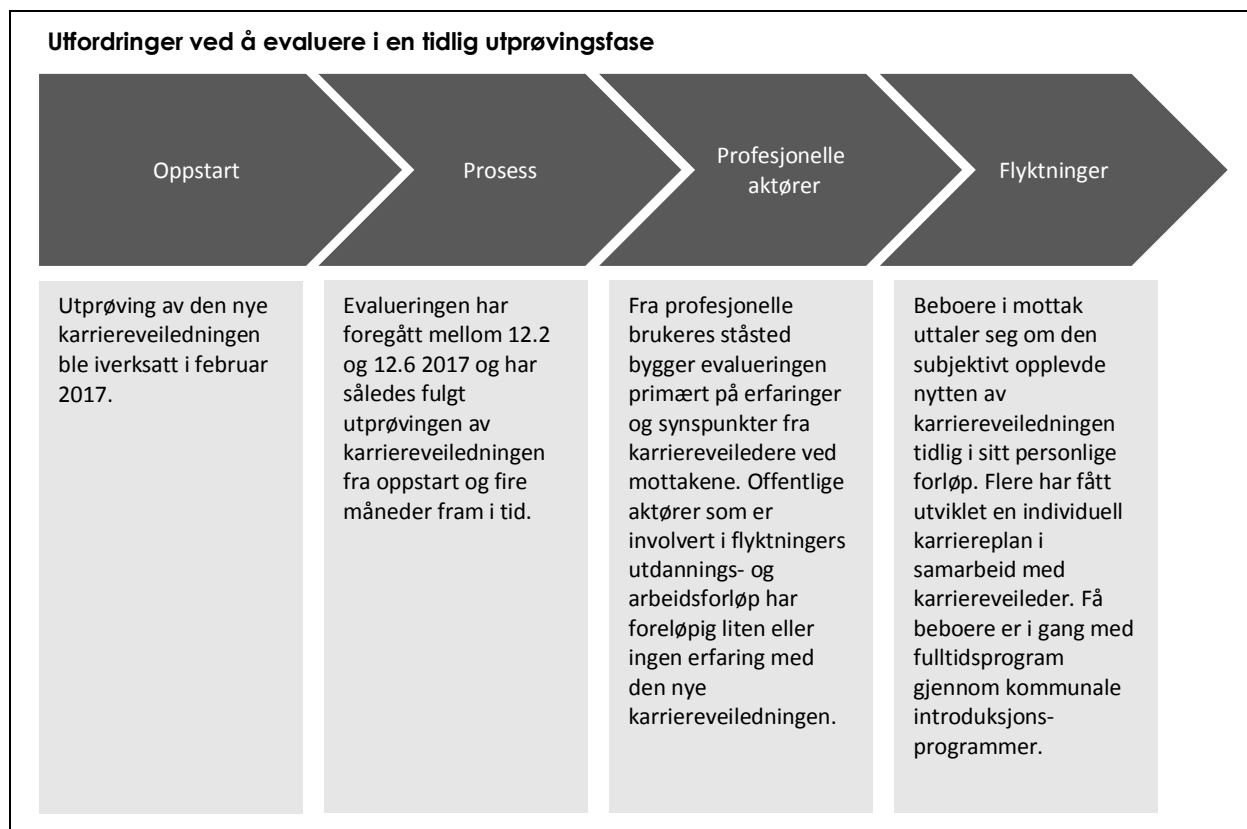 Utfordringer ved å evaluere i en tidlig utprøvingsfase
Oppstart
Prosess
Profesjonelle
aktører
Flyktninger
Utprøving av den nye
karriereveiledningen
ble iverksatt i februar
2017.
Evalueringen har
foregått mellom 12.2
og 12.6 2017 og har
således fulgt
utprøvingen av
karriereveiledningen
fra oppstart og fire
måneder fram i tid.
Fra profesjonelle
brukeres ståsted
bygger evalueringen
primært på erfaringer
og synspunkter fra
karriereveiledere ved
mottakene. Offentlige
aktører som er
involvert i flyktningers
utdannings- og
arbeidsforløp har
foreløpig liten eller
ingen erfaring med
den nye
karriereveiledningen.
Beboere i mottak
uttaler seg om den
subjektivt opplevde
nytten av
karriereveiledningen
tidlig i sitt personlige
forløp. Flere har fått
utviklet en individuell
karriereplan i
samarbeid med
karriereveileder. Få
beboere er i gang med
fulltidsprogram
gjennom kommunale
introduksjons-
programmer.